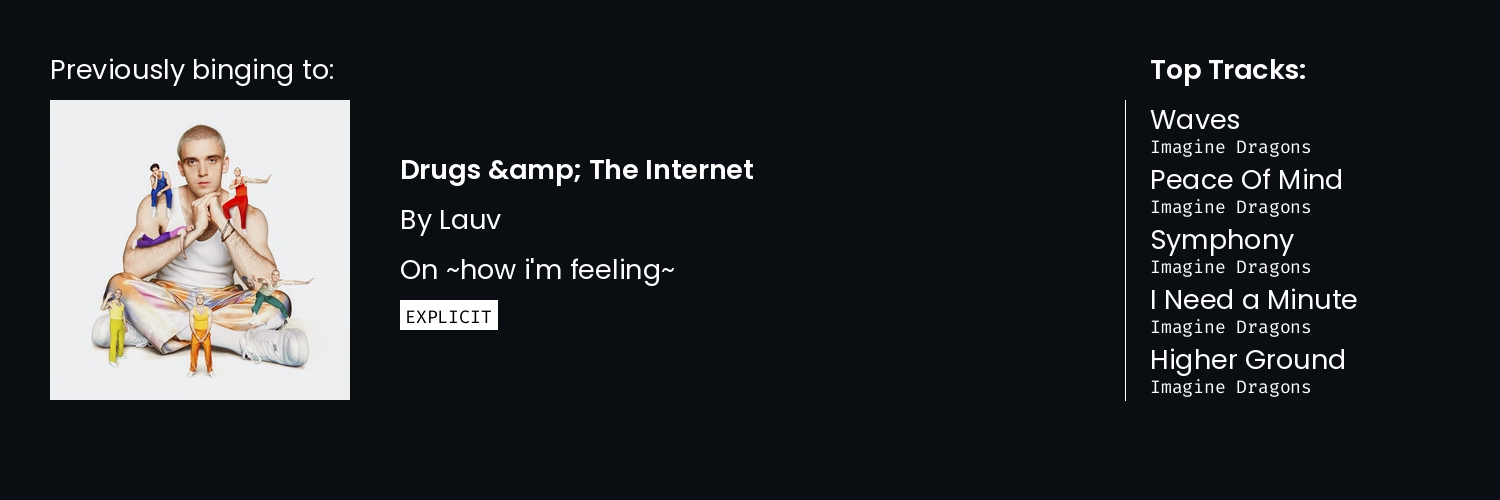 Previously binging to:
Drugs &amp; The Internet
By Lauv
On ~how i'm feeling~
EXPLICIT
Top Tracks:
Waves
Imagine Dragons
Peace Of Mind
Imagine Dragons
Symphony
Imagine Dragons
I Need a Minute
Imagine Dragons
Higher Ground
Imagine Dragons